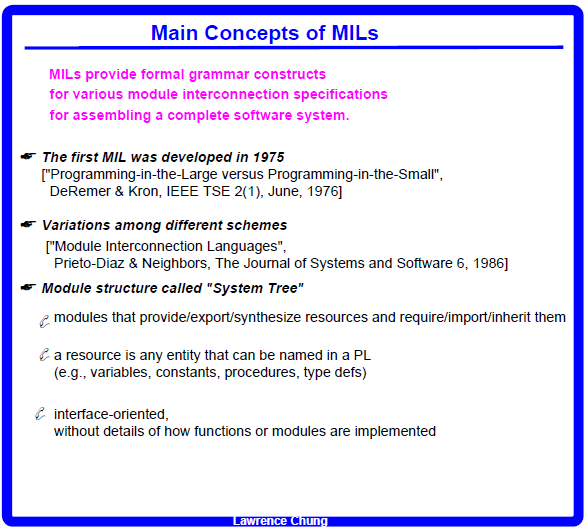 Main Concepts of MILs
MILs provide formal grammar constructs
for various module interconnection specifications
for assembling a complete software system.
The first MIL was developed in 1975
["Programming-in-the-Large versus Programming-in-the-Small",
DeRemer & Kron, IEEE TSE 2(1), June, 1976]
Variations among different schemes
["Module Interconnection Languages",
Prieto-Diaz & Neighbors, The Journal of Systems and Software 6, 1986]
Module structure called "System Tree"
modules that provide/export/synthesize resources and require/import/inherit them
a resource is any entity that can be named in a PL
(e.g., variables, constants, procedures, type defs)
interface-oriented,
without details of how functions or modules are implemented
Lawrence Chung